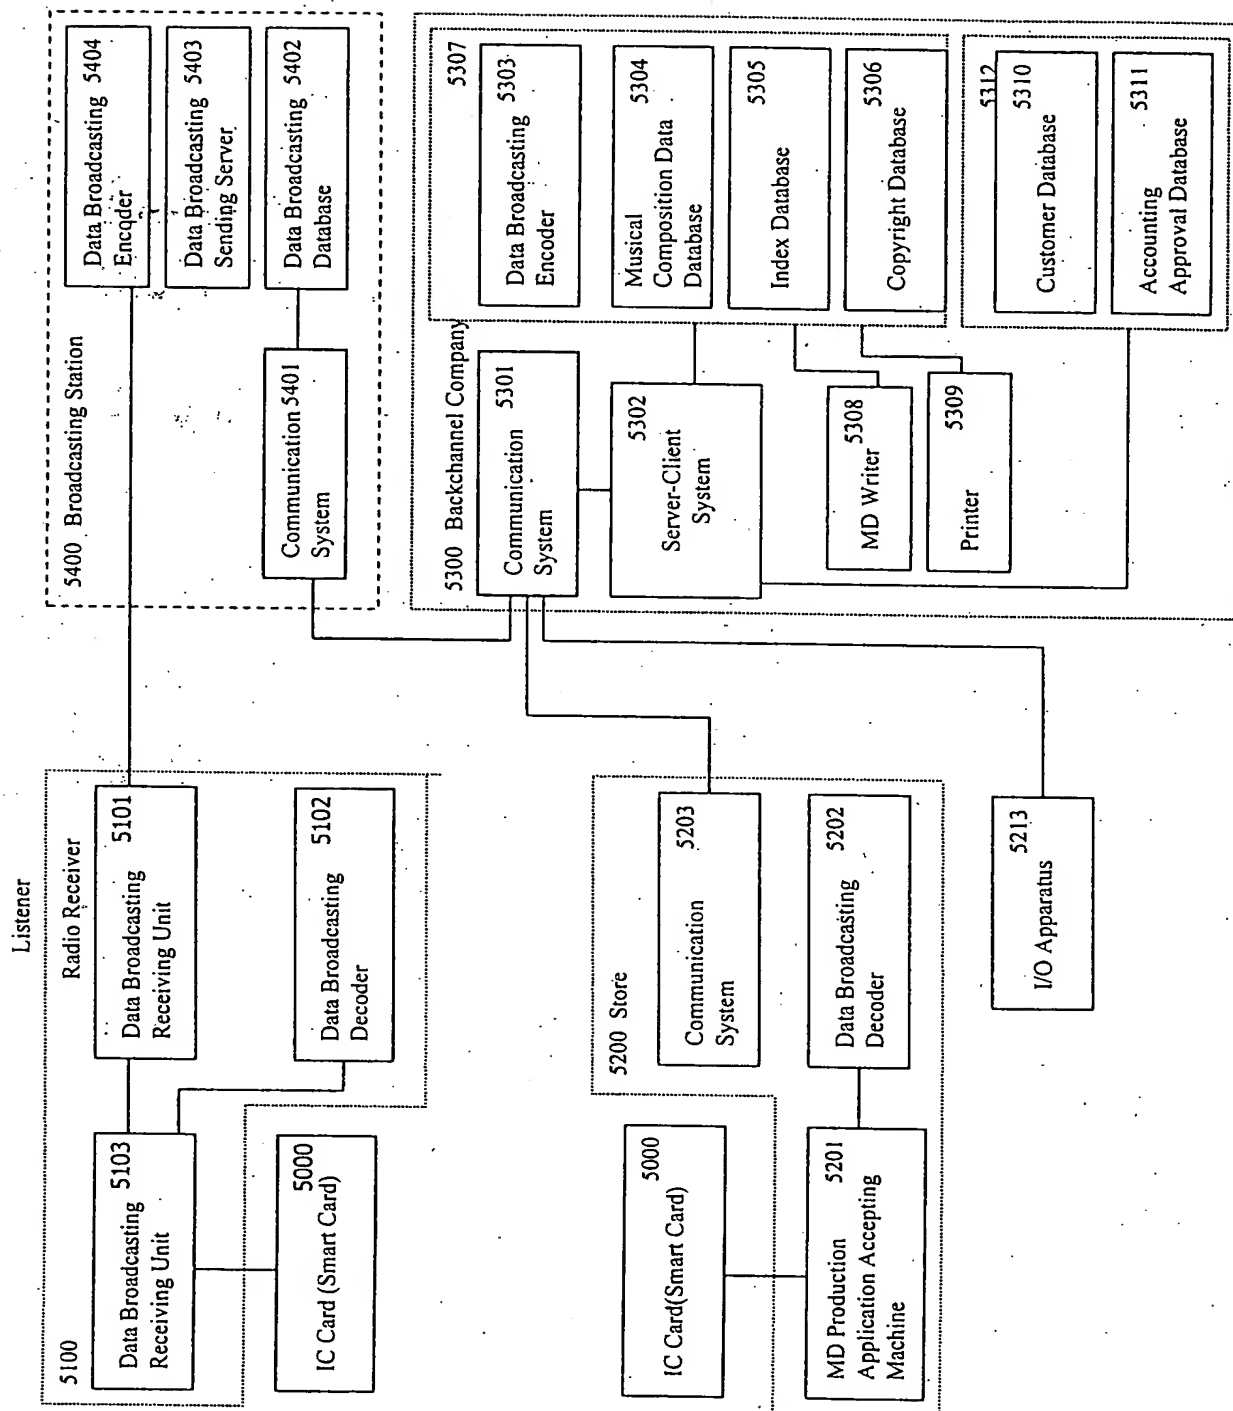 Listener
5100
Radio Receiver
Data Broadcasting
Receiving Unit
5103
Data Broadcasting
Receiving Unit
5101
Data Broadcasting
Decoder
5102
IC Card (Smart Card)
5000
5400 Broadcasting Station
Data Broadcasting
Encoder
5404
Data Broadcasting
Sending Server
5403
Data Broadcasting
Database
5402
Communication
System
5401
5200 Store
IC Card(Smart Card)
5000
Communication
System
5203
MD Production
Application Accepting
Machine
5201
Data Broadcasting
Decoder
5202
I/O Apparatus
5213
5300 Backchannel Company
Communication
System
5301
Server-Client
System
5302
5307
Data Broadcasting
Encoder
5303
Musical
Composition Data
Database
5304
Index Database
5305
Copyright Database
5306
MD Writer
5308
Printer
5309
5312
Customer Database
5310
Accounting
Approval Database
5311